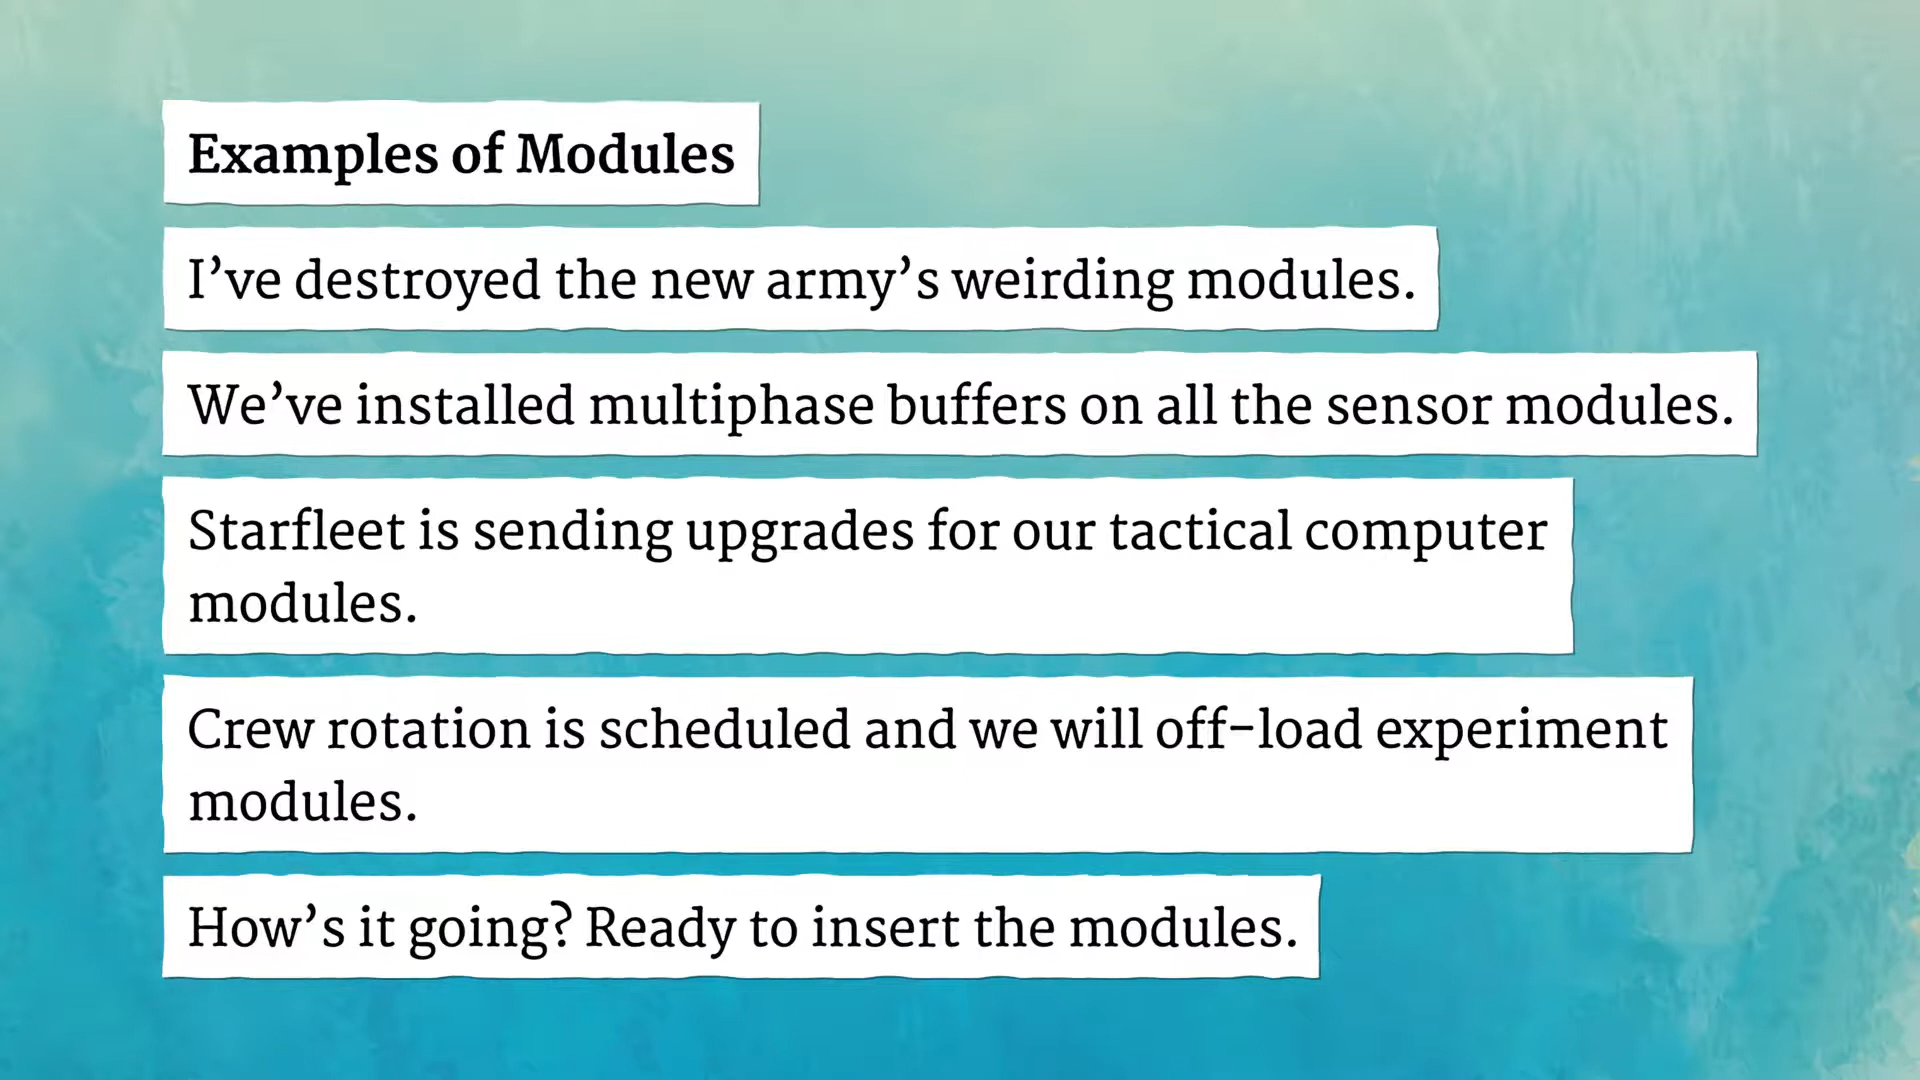 Examples of Modules
I’ve destroyed the new army’s weirding modules.
We’ve installed multiphase buffers on all the sensor modules.
Starfleet is sending upgrades for our tactical computer
modules.
Crew rotation is scheduled and we will off-load experiment
modules.
How’s it going? Ready to insert the modules.